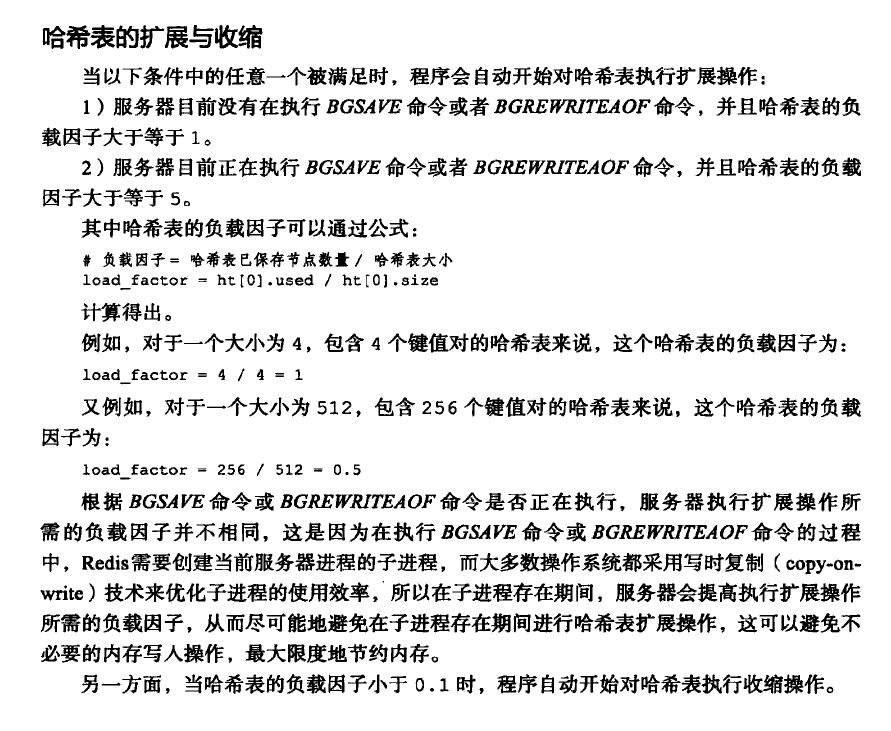 哈希表的扩展与收缩
当以下条件中的任意一个被满足时，程序会自动开始对哈希表执行扩展操作：
1）服务器目前没有在执行 BGSAVE 命令或者 BGREWRITEAOF 命令，并且哈希表的负
载因子大于等于 1。
2）服务器目前正在执行 BGSAVE 命令或者 BGREWRITEAOF 命令，并且哈希表的负载
因子大于等于 5。
其中哈希表的负载因子可以通过公式：
# 负载因子 = 哈希表已保存节点数量 / 哈希表大小
load_factor = ht[0].used / ht[0].size
计算得出。
例如，对于一个大小为 4，包含 4 个键值对的哈希表来说，这个哈希表的负载因子为：
load_factor = 4 / 4 = 1
又例如，对于一个大小为 512，包含 256 个键值对的哈希表来说，这个哈希表的负载
因子为：
load_factor = 256 / 512 = 0.5
根据 BGSAVE 命令或 BGREWRITEAOF 命令是否正在执行，服务器执行扩展操作所
需的负载因子并不相同，这是因为在执行 BGSAVE 命令或 BGREWRITEAOF 命令的过程
中，Redis 需要创建当前服务器进程的子进程，而大多数操作系统都采用写时复制（copy-on-
write）技术来优化子进程的使用效率，所以在子进程存在期间，服务器会提高执行扩展操作
所需的负载因子，从而尽可能地避免在子进程存在期间进行哈希表扩展操作，这可以避免不
必要的内存写入操作，最大限度地节约内存。
另一方面，当哈希表的负载因子小于 0.1 时，程序自动开始对哈希表执行收缩操作。